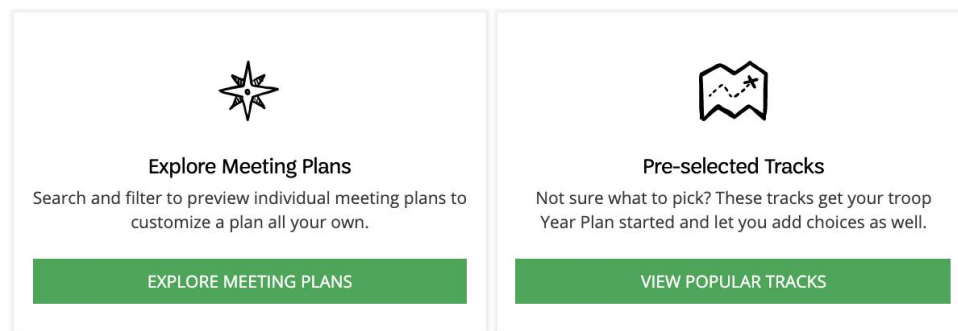 Explore Meeting Plans
Search and filter to preview individual meeting plans to
customize a plan all your own.
EXPLORE MEETING PLANS
Pre-selected Tracks
Not sure what to pick? These tracks get your troop
Year Plan started and let you add choices as well.
VIEW POPULAR TRACKS